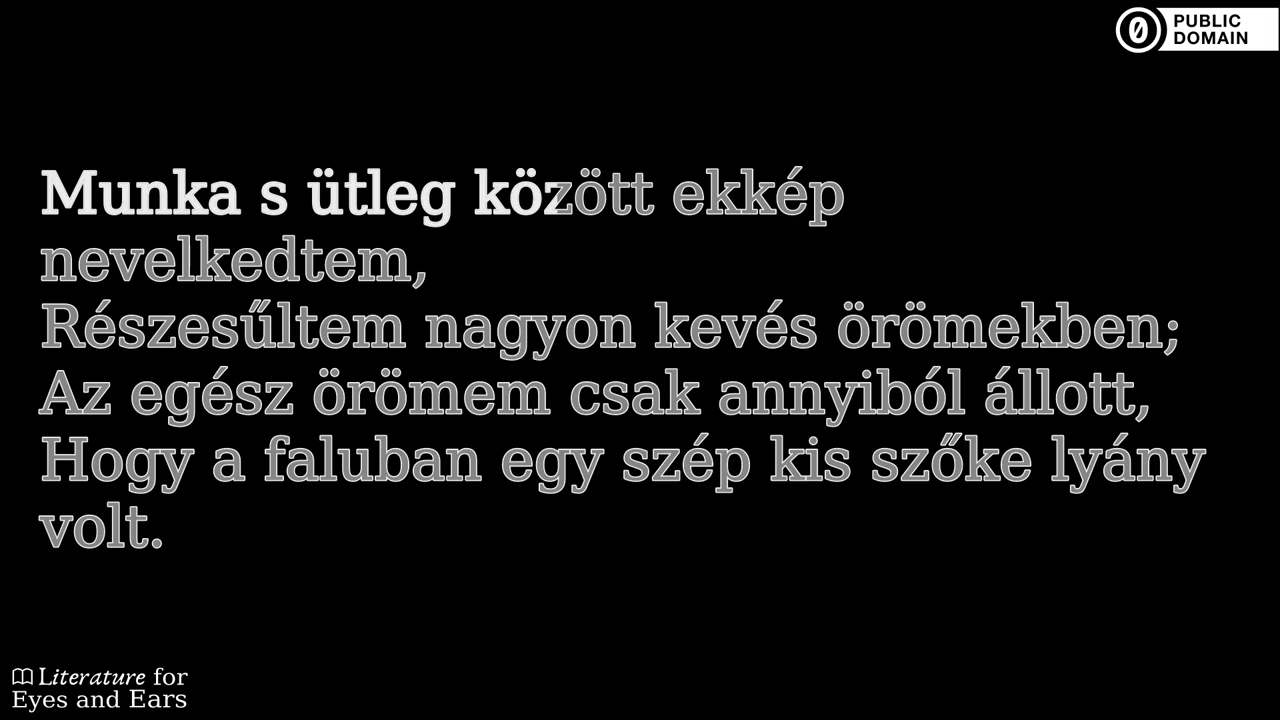 PUBLIC
DOMAIN
Munka s ütleg között ekkép
nevelkedtem,
Részesűltem nagyon kevés örömekben;
Az egész örömem csak annyiból állott,
Hogy a faluban egy szép kis szőke lyány
volt.
Literature for
Eyes and Ears